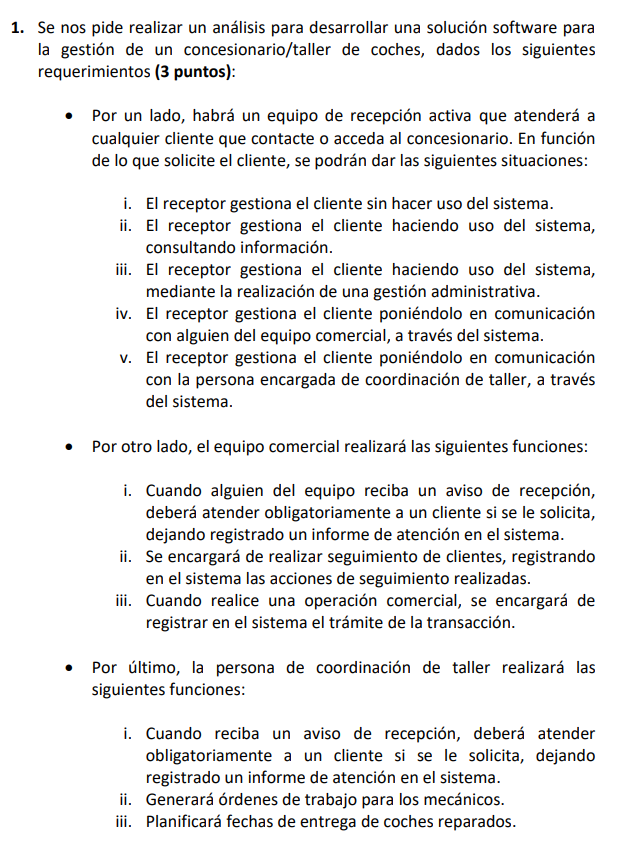 1. Se nos pide realizar un análisis para desarrollar una solución software para
la gestión de un concesionario/taller de coches, dados los siguientes
requerimientos (3 puntos):
• Por un lado, habrá un equipo de recepción activa que atenderá a
cualquier cliente que contacte o acceda al concesionario. En función
de lo que solicite el cliente, se podrán dar las siguientes situaciones:
i. El receptor gestiona el cliente sin hacer uso del sistema.
ii. El receptor gestiona el cliente haciendo uso del sistema,
consultando información.
iii. El receptor gestiona el cliente haciendo uso del sistema,
mediante la realización de una gestión administrativa.
iv. El receptor gestiona el cliente poniéndolo en comunicación
con alguien del equipo comercial, a través del sistema.
v. El receptor gestiona el cliente poniéndolo en comunicación
con la persona encargada de coordinación de taller, a través
del sistema.
• Por otro lado, el equipo comercial realizará las siguientes funciones:
i. Cuando alguien del equipo reciba un aviso de recepción,
deberá atender obligatoriamente a un cliente si se le solicita,
dejando registrado un informe de atención en el sistema.
ii. Se encargará de realizar seguimiento de clientes, registrando
en el sistema las acciones de seguimiento realizadas.
iii. Cuando realice una operación comercial, se encargará de
registrar en el sistema el trámite de la transacción.
• Por último, la persona de coordinación de taller realizará las
siguientes funciones:
i. Cuando reciba un aviso de recepción, deberá atender
obligatoriamente a un cliente si se le solicita, dejando
registrado un informe de atención en el sistema.
ii. Generará órdenes de trabajo para los mecánicos.
iii. Planificará fechas de entrega de coches reparados.